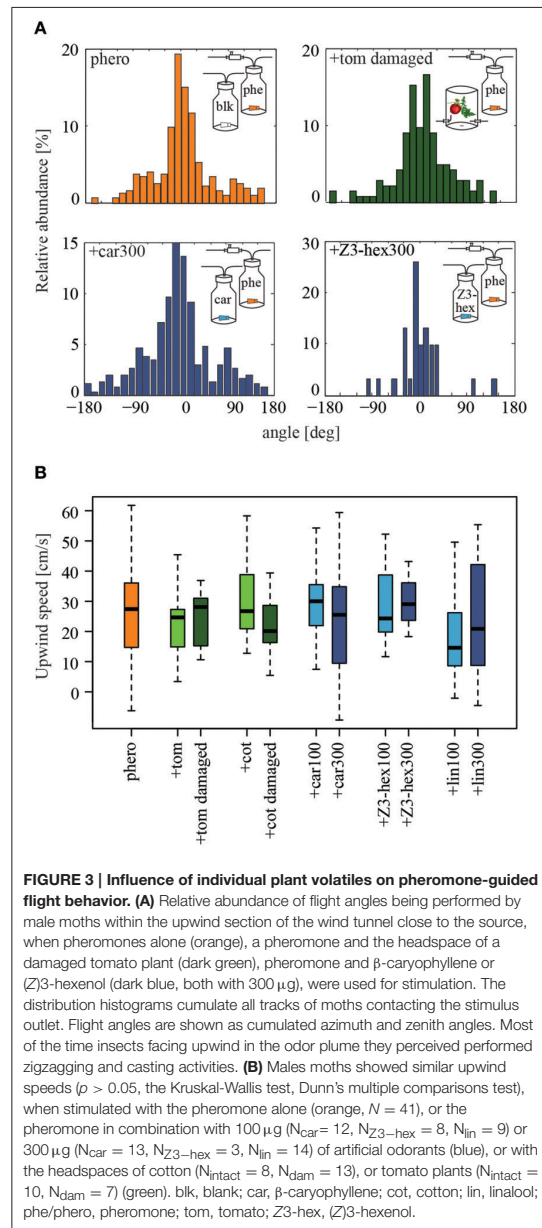 A
phero
blk
phe
+tom damaged
phe
20
10
0
20
10
0
Relative abundance [%]
+car300
car
phe
+Z3-hex300
Z3-
hex
phe
15
10
5
0
30
20
10
0
−180
−90
0
90
180
−180
−90
0
90
180
angle [deg]
B
Upwind speed [cm/s]
60
50
40
30
20
10
0
phero
+tom
+tom damaged
+cot
+cot damaged
+car100
+car300
+Z3-hex100
+Z3-hex300
+lin100
+lin300
FIGURE 3 | Influence of individual plant volatiles on pheromone-guided
flight behavior. (A) Relative abundance of flight angles being performed by
male moths within the upwind section of the wind tunnel close to the source,
when pheromones alone (orange), a pheromone and the headspace of a
damaged tomato plant (dark green), pheromone and β-caryophyllene or
(Z)3-hexenol (dark blue, both with 300 μg), were used for stimulation. The
distribution histograms cumulate all tracks of moths contacting the stimulus
outlet. Flight angles are shown as cumulated azimuth and zenith angles. Most
of the time insects facing upwind in the odor plume they perceived performed
zigzagging and casting activities. (B) Males moths showed similar upwind
speeds (p > 0.05, the Kruskal-Wallis test, Dunn's multiple comparisons test),
when stimulated with the pheromone alone (orange, N = 41), or the
pheromone in combination with 100 μg (Ncar= 12, NZ3−hex = 8, Nlin = 9) or
300 μg (Ncar = 13, NZ3−hex = 3, Nlin = 14) of artificial odorants (blue), or with
the headspaces of cotton (Nintact = 8, Ndam = 13), or tomato plants (Nintact =
10, Ndam = 7) (green). blk, blank; car, β-caryophyllene; cot, cotton; lin, linalool;
phe/phero, pheromone; tom, tomato; Z3-hex, (Z)3-hexenol.